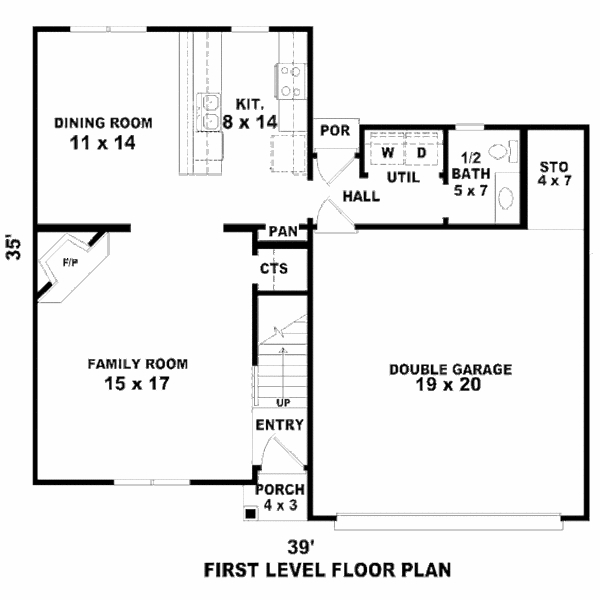 DINING ROOM
11 x 14
KIT.
8 x 14
POR
W D
UTIL
1/2
BATH
5 x 7
STO
4 x 7
HALL
PAN
35'
F/P
CTS
FAMILY ROOM
15 x 17
DOUBLE GARAGE
19 x 20
UP
ENTRY
PORCH
4 x 3
39'
FIRST LEVEL FLOOR PLAN